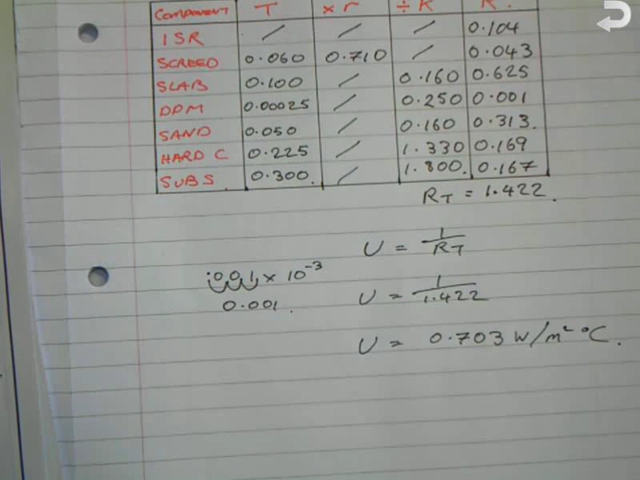 COMPONENT T × r ÷ K R.
ISR / / / 0.104
SCREED 0.060 0.710 / 0.043
SLAB 0.100 / 0.160 0.625
DPM 0.00025 / 0.250 0.001
SAND 0.050 / 0.160 0.313.
HARD C 0.225 / 1.330 0.169
SUBS 0.300. / 1.800. 0.167
RT = 1.422.
U = 1/RT
.001 × 10⁻³
U = 1/1.422
0.001.
U = 0.703 W/m² °C.